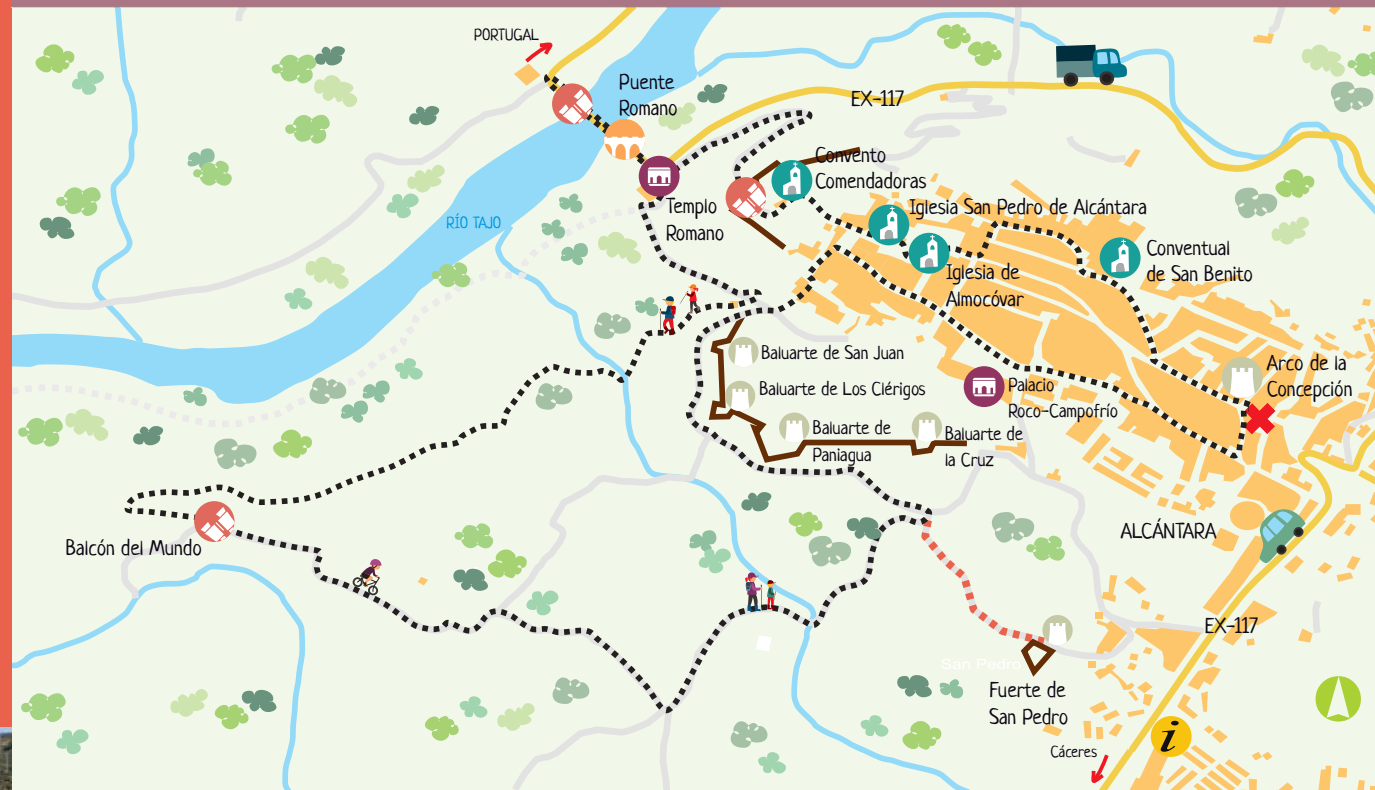 PORTUGAL
Puente
Romano
EX-117
Convento
Comendadoras
Templo
Romano
Iglesia San Pedro de Alcántara
RÍO TAJO
Iglesia de
Almocóvar
Conventual
de San Benito
Baluarte de San Juan
Baluarte de Los Clérigos
Palacio
Roco-Campofrío
Arco de la
Concepción
Baluarte de
Paniagua
Baluarte de
la Cruz
Balcón del Mundo
ALCÁNTARA
EX-117
San Pedro
Fuerte de
San Pedro
Cáceres
i